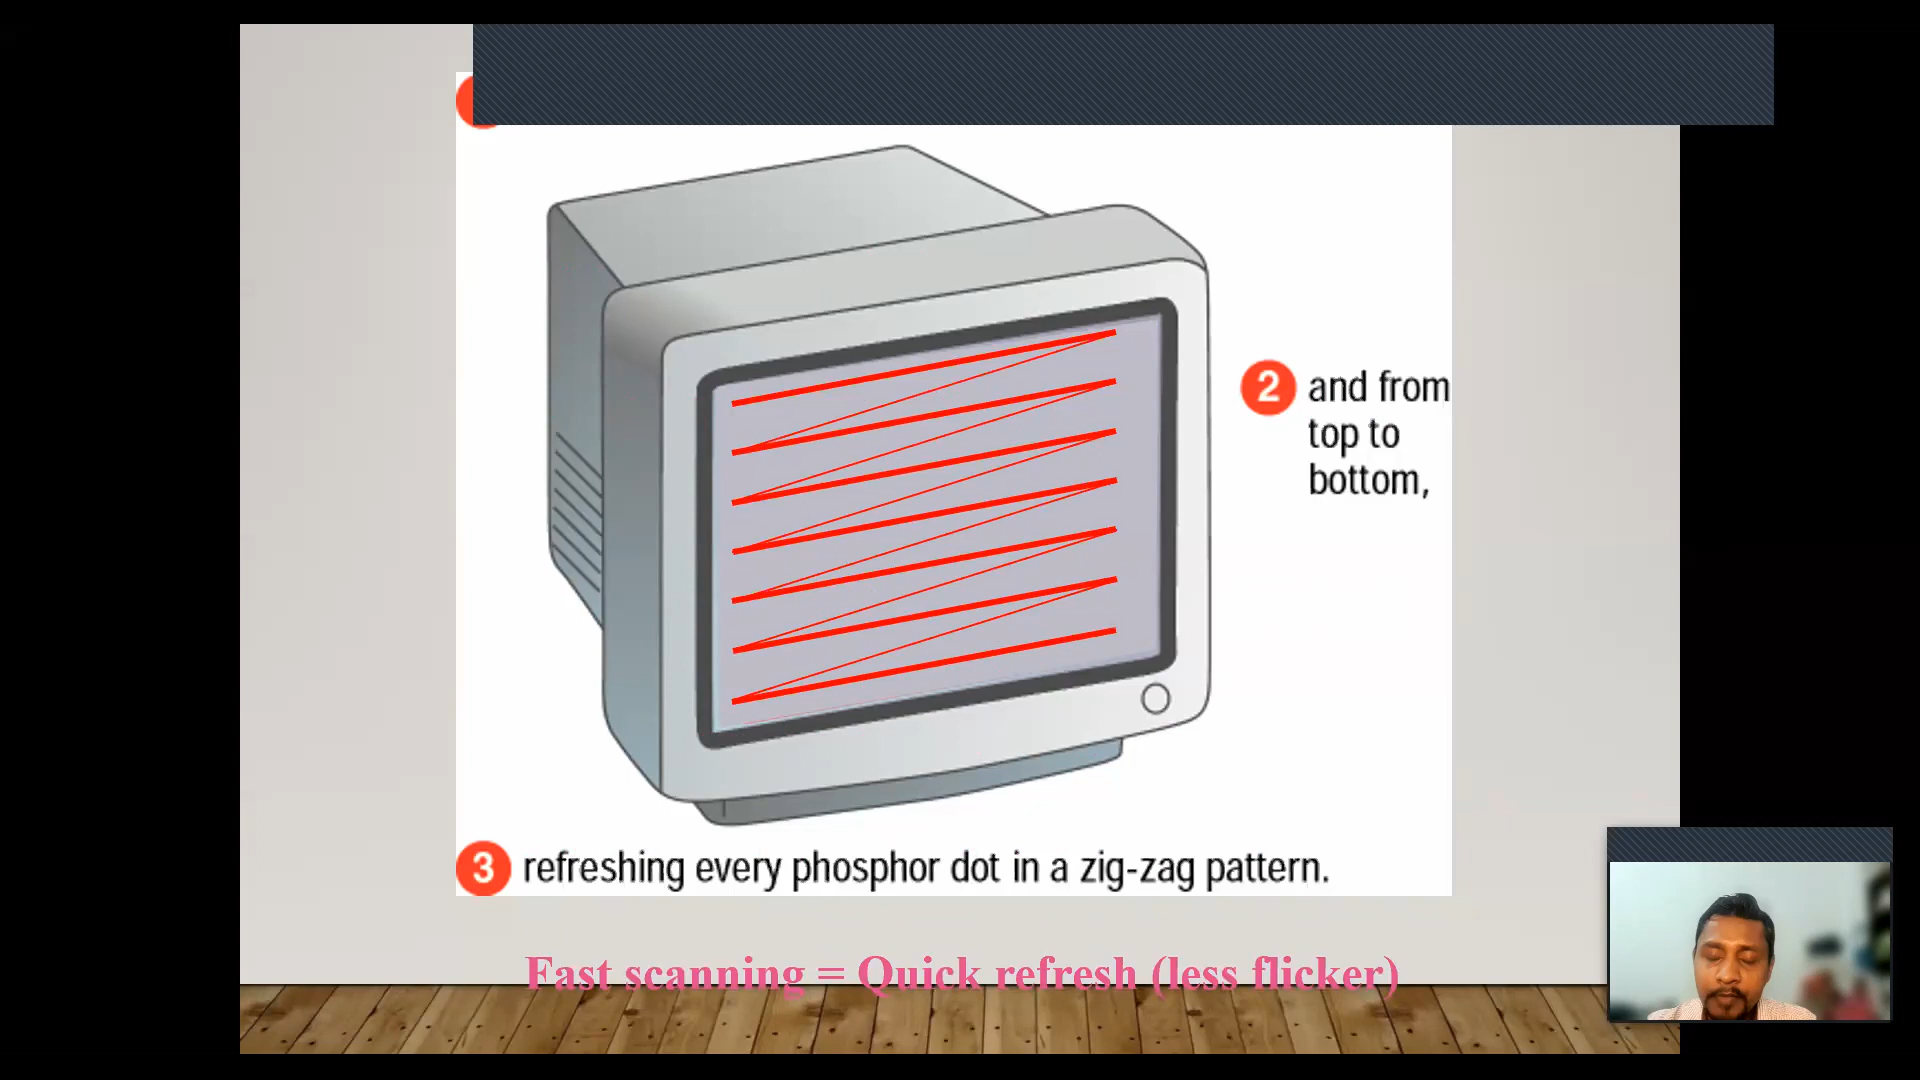 2 and from
top to
bottom,
3 refreshing every phosphor dot in a zig-zag pattern.
Fast scanning = Quick refresh (less flicker)